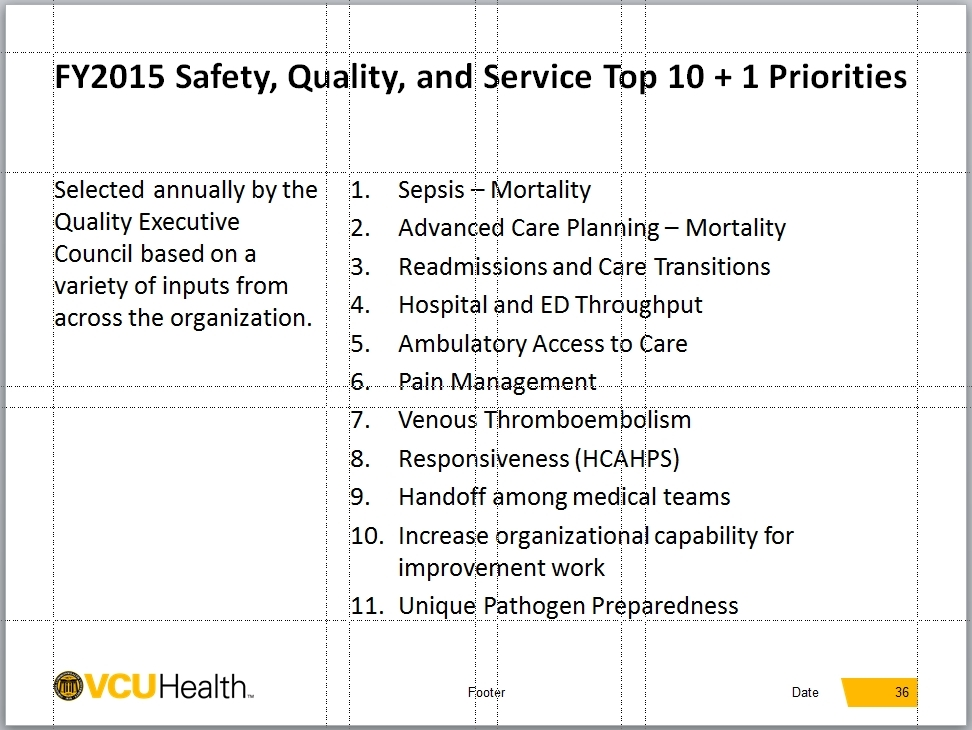 FY2015 Safety, Quality, and Service Top 10 + 1 Priorities
Selected annually by the
Quality Executive
Council based on a
variety of inputs from
across the organization.
1. Sepsis – Mortality
2. Advanced Care Planning – Mortality
3. Readmissions and Care Transitions
4. Hospital and ED Throughput
5. Ambulatory Access to Care
6. Pain Management
7. Venous Thromboembolism
8. Responsiveness (HCAHPS)
9. Handoff among medical teams
10. Increase organizational capability for
improvement work
11. Unique Pathogen Preparedness
VCUHealth™
Footer
Date
36